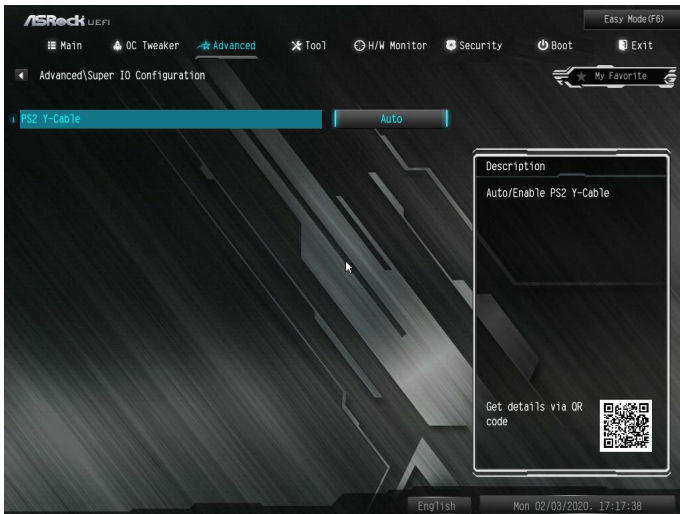 ASRock UEFI
Easy Mode(F6)
Main OC Tweaker Advanced Tool H/W Monitor Security Boot Exit
Advanced\Super IO Configuration
My Favorite
PS2 Y-Cable Auto
Description
Auto/Enable PS2 Y-Cable
Get details via QR
code
English
Mon 02/03/2020. 17:17:38